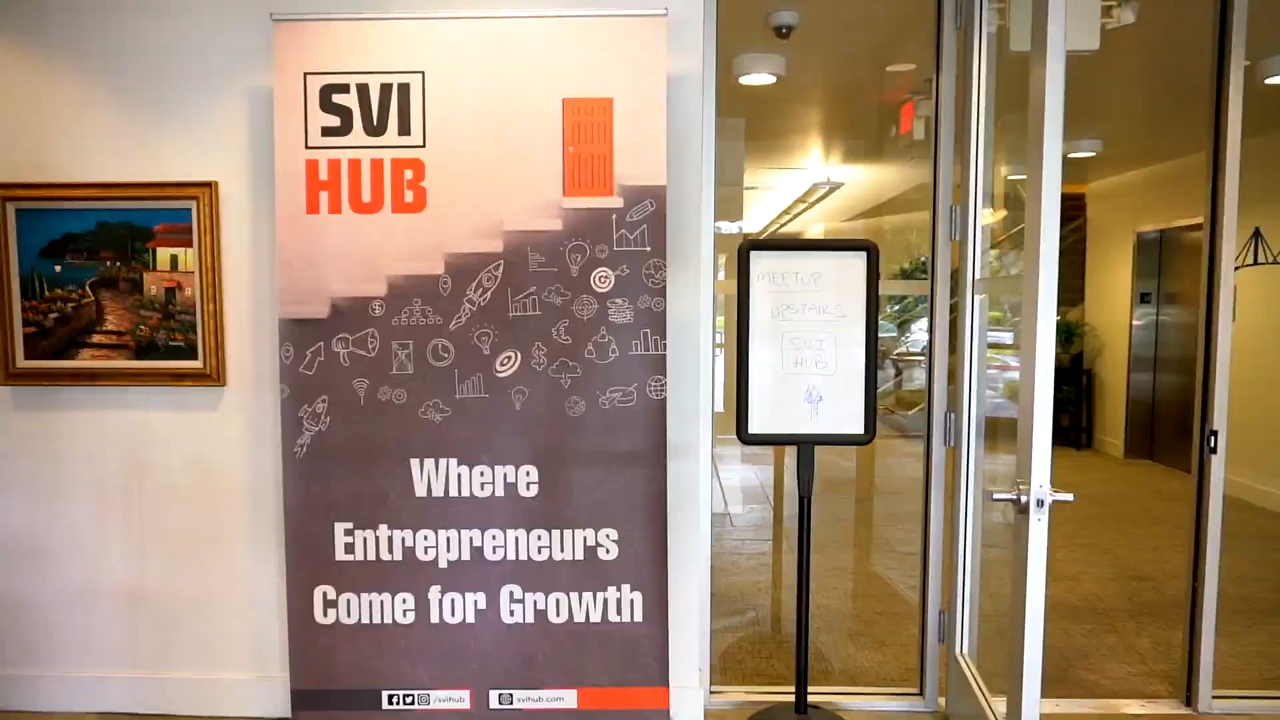 SVI
HUB
Where
Entrepreneurs
Come for Growth
/svihub
svihub.com
MEETUP
UPSTAIRS
SVI
HUB